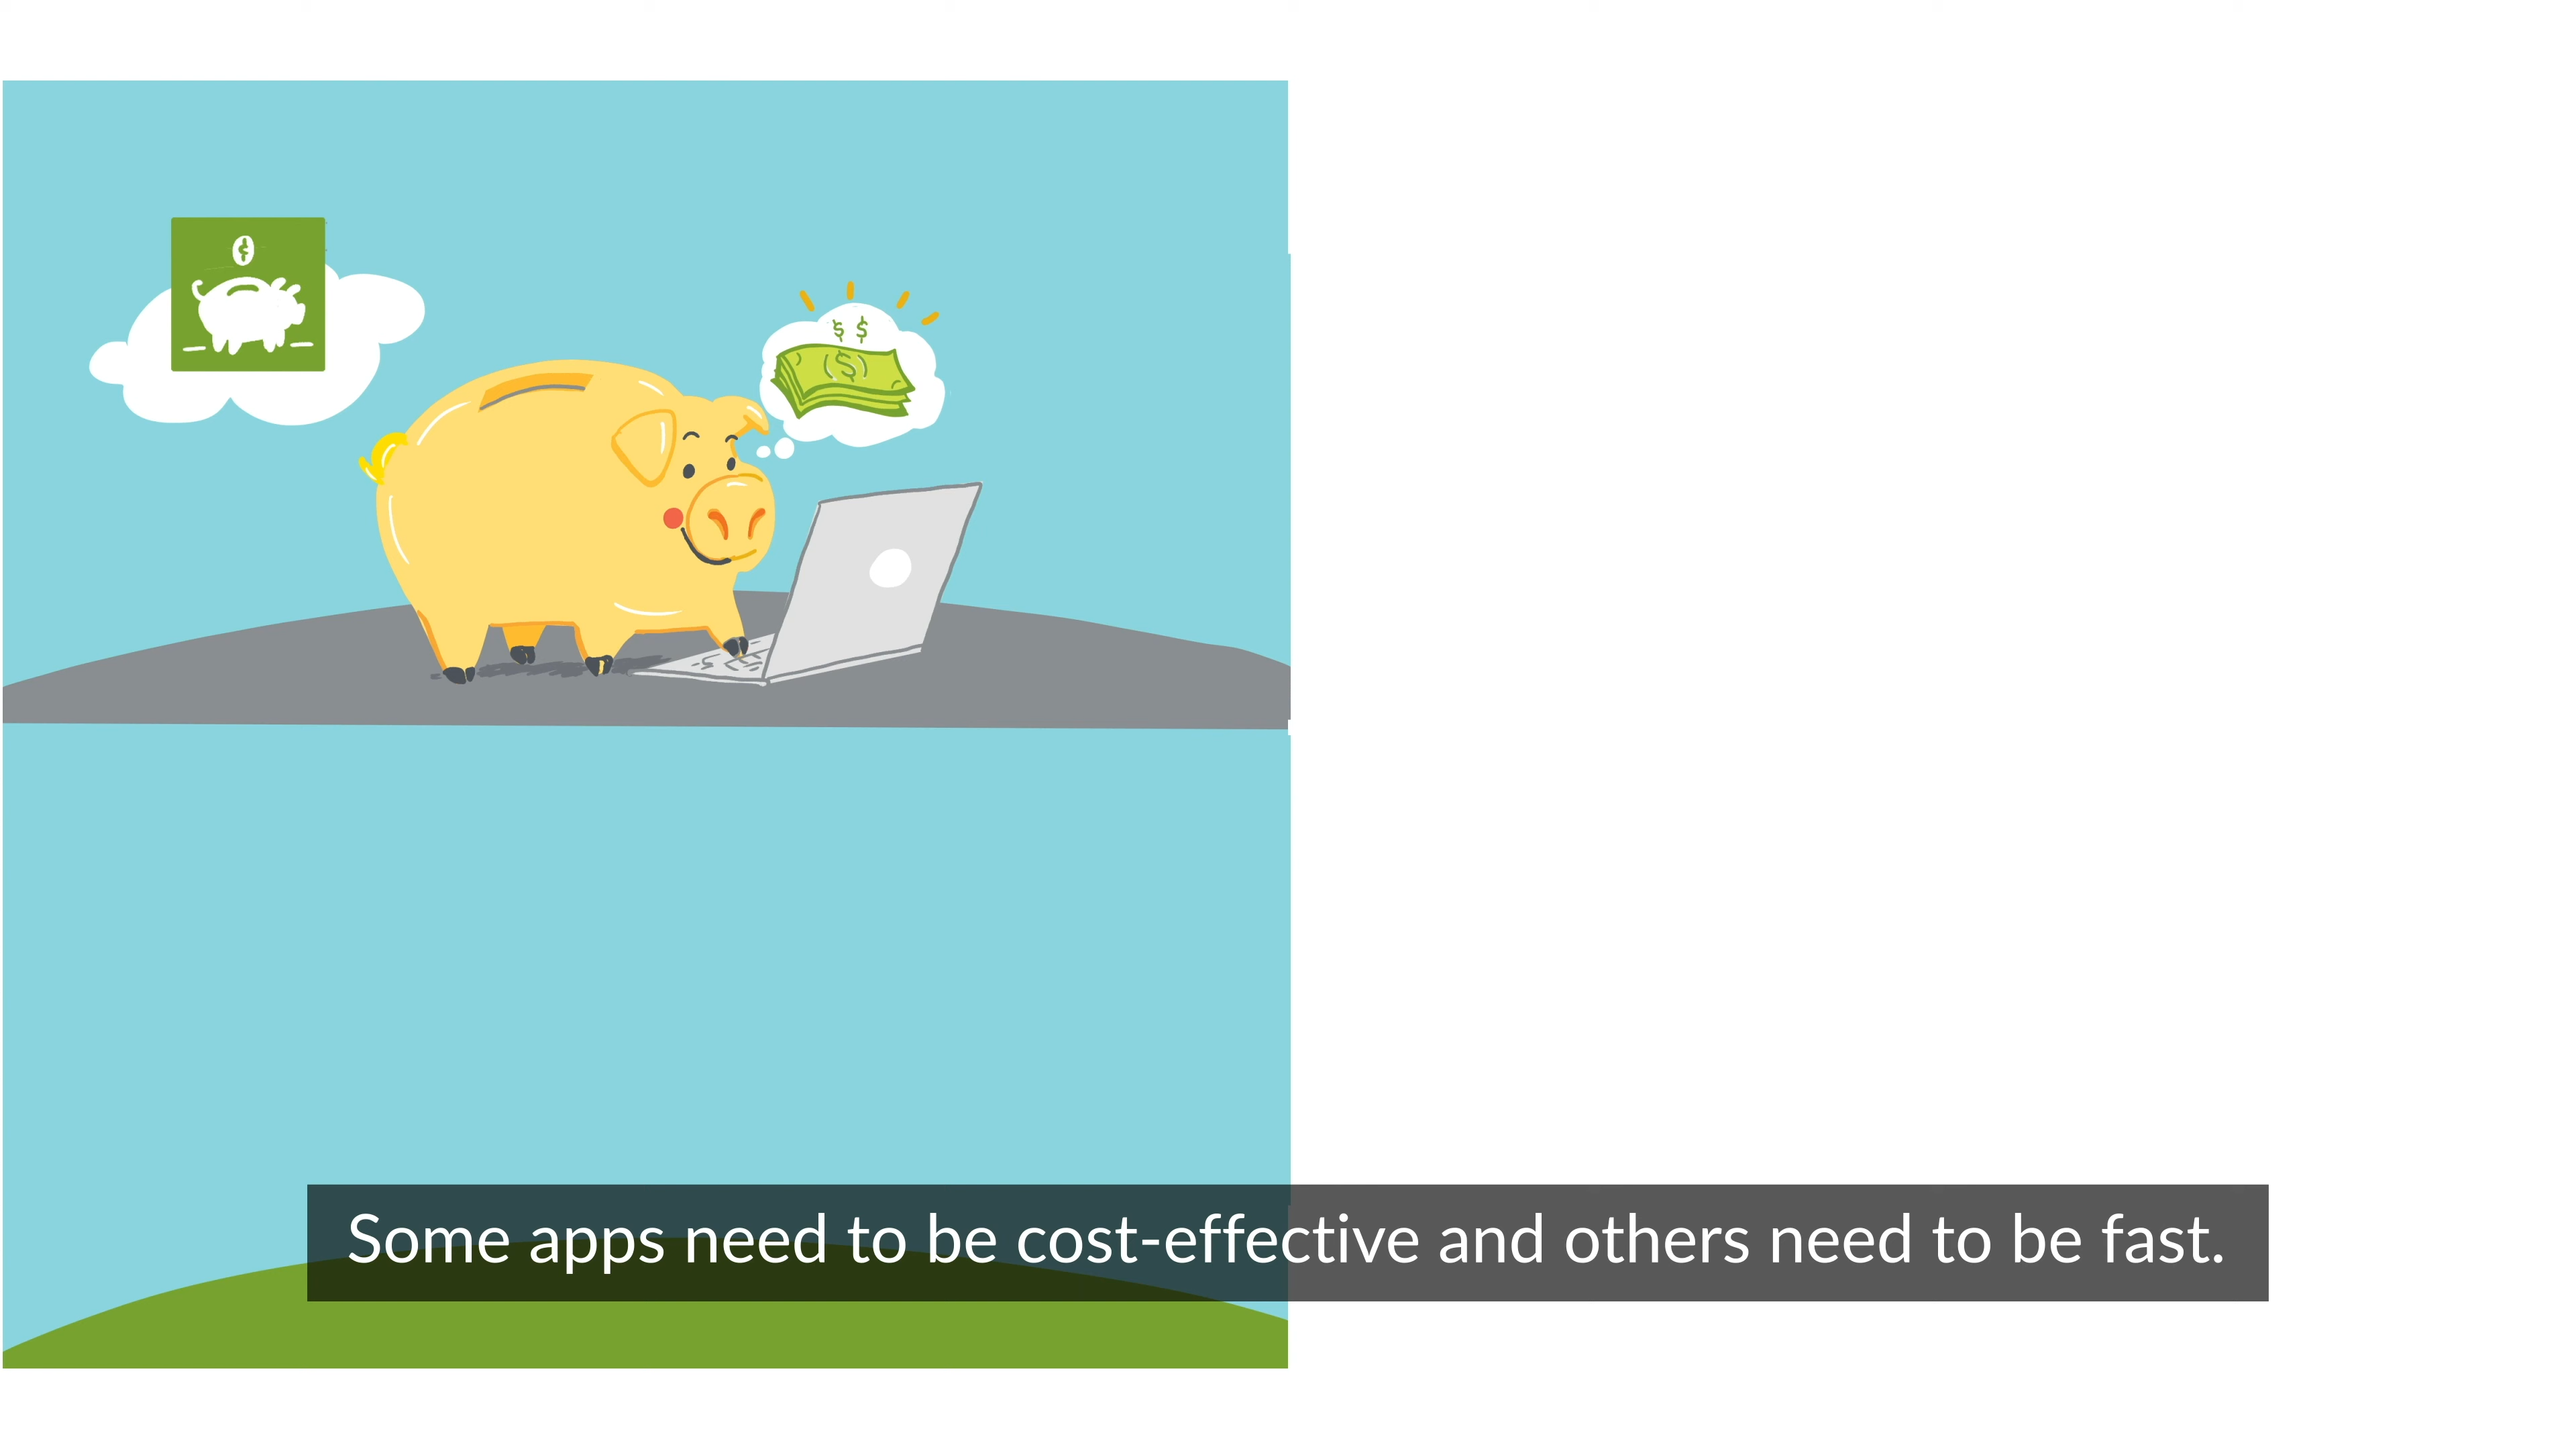 $ $
$
Some apps need to be cost-effective and others need to be fast.